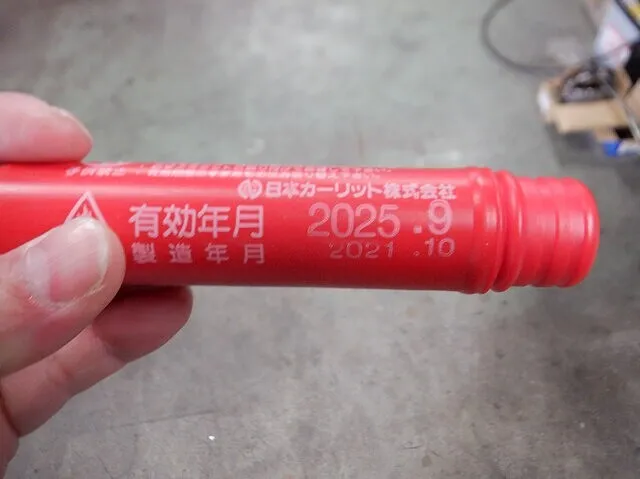 日本カーリット株式会社
有効年月 2025.9
製造年月 2021.10